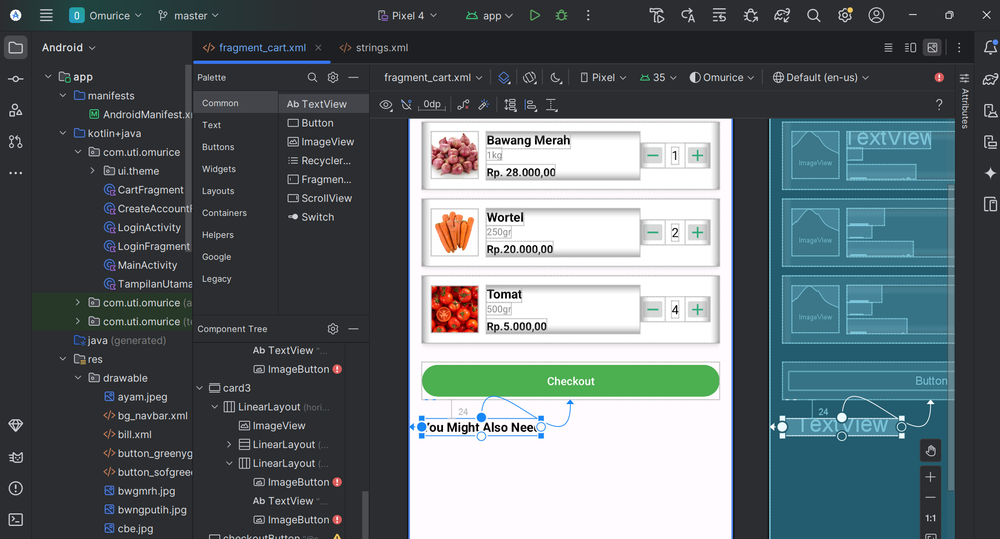 O Omurice
master
Pixel 4
app
Android
fragment_cart.xml
strings.xml
app
manifests
AndroidManifest.x
kotlin+java
com.uti.omurice
ui.theme
CartFragment
CreateAccount
LoginActivity
LoginFragment
MainActivity
TampilanUtama
com.uti.omurice (a
com.uti.omurice (te
java (generated)
res
drawable
ayam.jpeg
bg_navbar.xml
bill.xml
button_greenyg
button_sofgree
bwgmrh.jpg
bwngputih.jpg
cbe.jpg
Palette
Common
Text
Buttons
Widgets
Layouts
Containers
Helpers
Google
Legacy
Ab TextView
Button
ImageView
Recycler...
Fragmen...
ScrollView
Switch
Component Tree
Ab TextView "...
ImageButton
card3
LinearLayout (hori...
ImageView
LinearLayout (...
LinearLayout (...
ImageButton
Ab TextView "...
ImageButton
checkoutButton "@s
fragment_cart.xml
Pixel
35
Omurice
Default (en-us)
0dp
?
Attributes
Bawang Merah
1kg
Rp. 28.000,00
1
Wortel
250gr
Rp.20.000,00
2
Tomat
500gr
Rp.5.000,00
4
Checkout
24
You Might Also Need
TextView
ImageView
ImageView
ImageView
Button
24
TextView
1:1